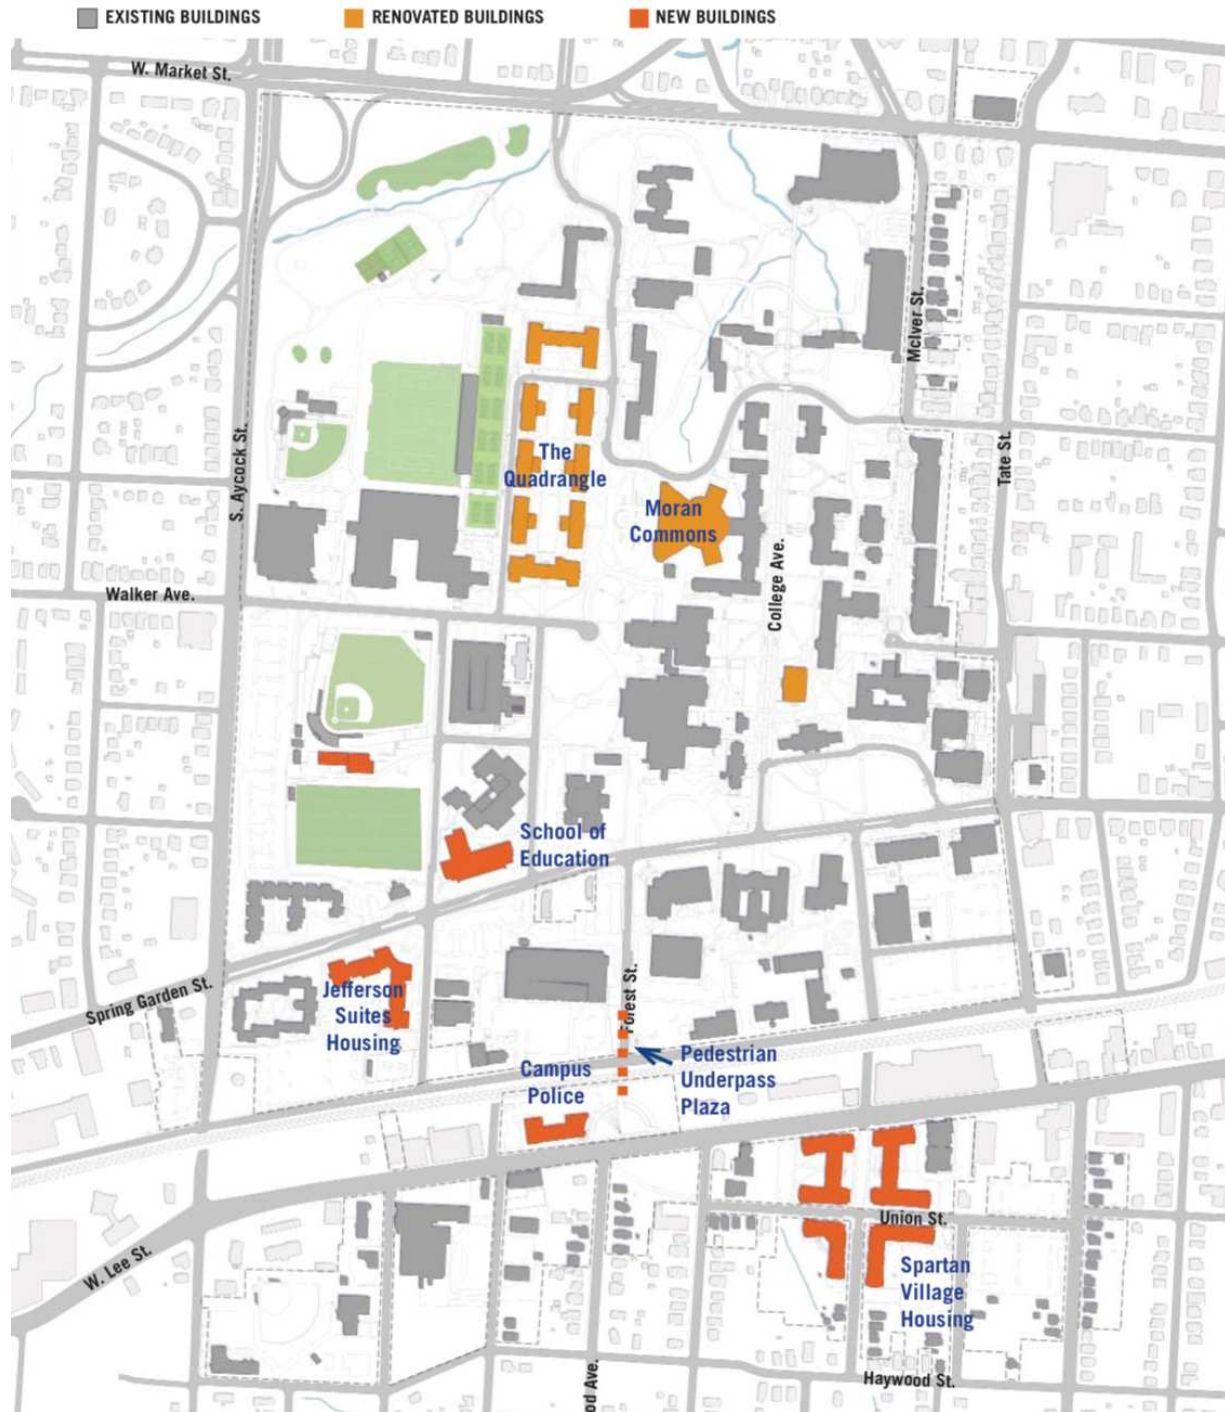 EXISTING BUILDINGS
RENOVATED BUILDINGS
NEW BUILDINGS
W. Market St.
McIver St.
S. Aycock St.
Tate St.
The
Quadrangle
Moran
Commons
College Ave.
Walker Ave.
School of
Education
Forest St.
Jefferson
Suites
Housing
Spring Garden St.
Campus
Police
Pedestrian
Underpass
Plaza
Union St.
W. Lee St.
Spartan
Village
Housing
Haywood St.
od Ave.